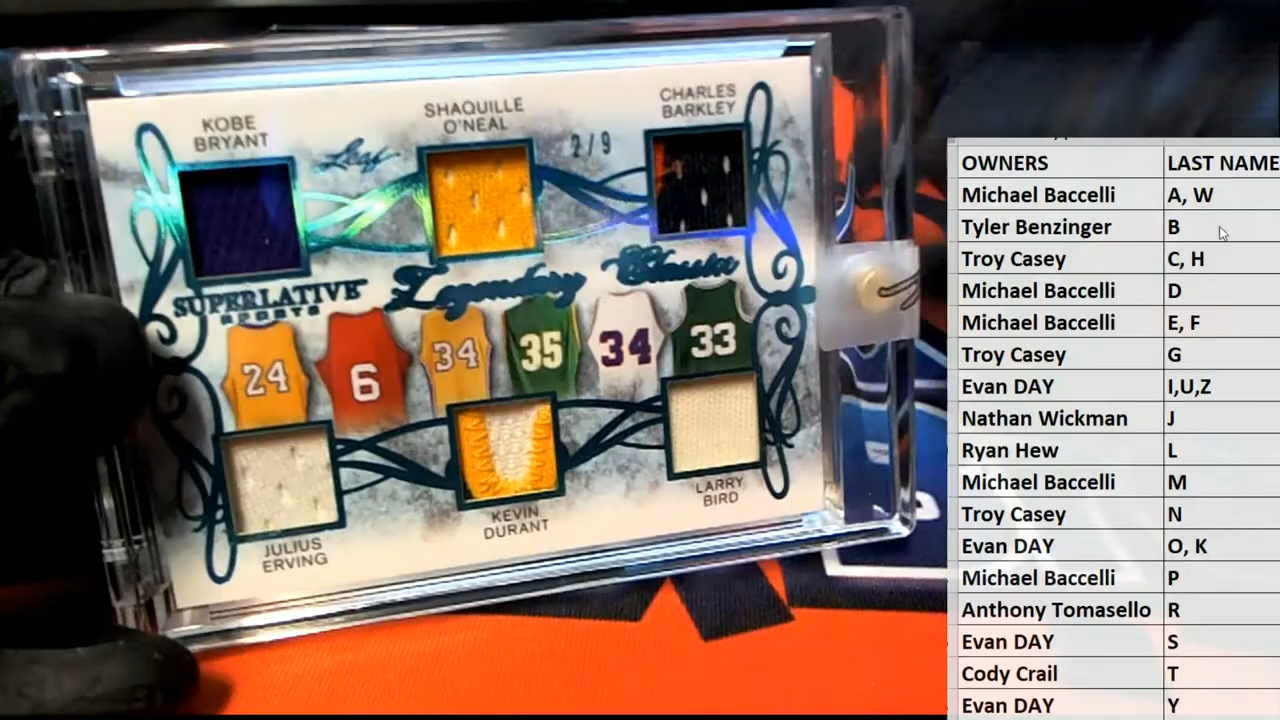 KOBE
BRYANT
Leaf
SHAQUILLE
O'NEAL
2/9
CHARLES
BARKLEY
SUPERLATIVE
SPORTS
Legendary Classix
24
6
34
35
34
33
JULIUS
ERVING
KEVIN
DURANT
LARRY
BIRD
OWNERS LAST NAME
Michael Baccelli A, W
Tyler Benzinger B
Troy Casey C, H
Michael Baccelli D
Michael Baccelli E, F
Troy Casey G
Evan DAY I,U,Z
Nathan Wickman J
Ryan Hew L
Michael Baccelli M
Troy Casey N
Evan DAY O, K
Michael Baccelli P
Anthony Tomasello R
Evan DAY S
Cody Crail T
Evan DAY Y